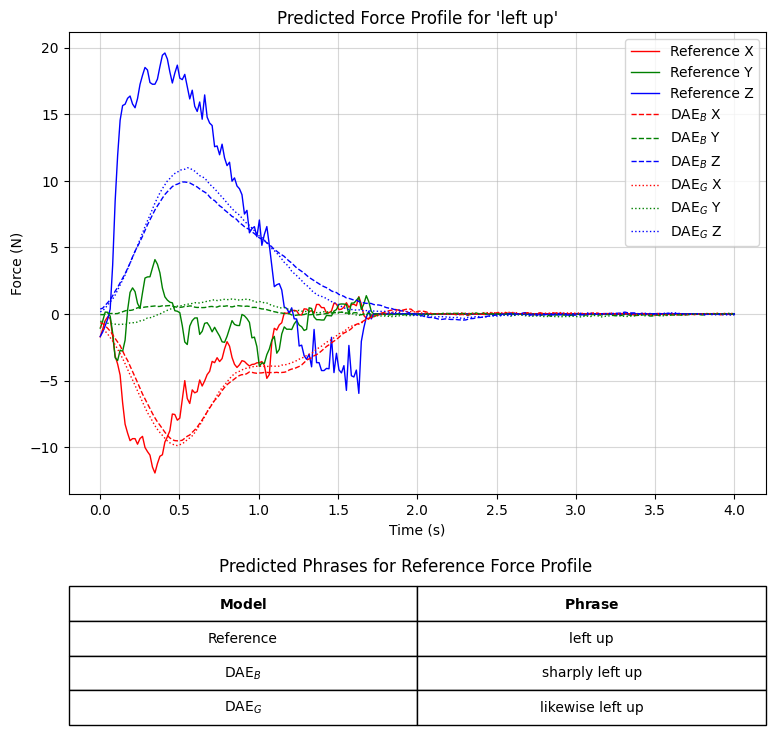 Predicted Force Profile for 'left up'
20
15
10
5
0
−5
−10
Force (N)
0.0 0.5 1.0 1.5 2.0 2.5 3.0 3.5 4.0
Time (s)
Reference X
Reference Y
Reference Z
DAE_B X
DAE_B Y
DAE_B Z
DAE_G X
DAE_G Y
DAE_G Z
Predicted Phrases for Reference Force Profile
Model Phrase
Reference left up
DAE_B sharply left up
DAE_G likewise left up